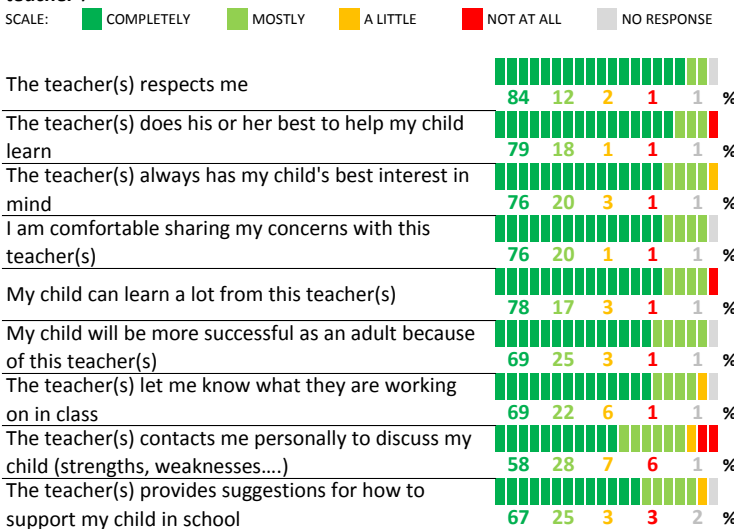 teacher?
SCALE: COMPLETELY MOSTLY A LITTLE NOT AT ALL NO RESPONSE
The teacher(s) respects me
84 12 2 1 1 %
The teacher(s) does his or her best to help my child
learn
79 18 1 1 1 %
The teacher(s) always has my child's best interest in
mind
76 20 3 1 1 %
I am comfortable sharing my concerns with this
teacher(s)
76 20 1 1 1 %
My child can learn a lot from this teacher(s)
78 17 3 1 1 %
My child will be more successful as an adult because
of this teacher(s)
69 25 3 1 1 %
The teacher(s) let me know what they are working
on in class
69 22 6 1 1 %
The teacher(s) contacts me personally to discuss my
child (strengths, weaknesses....)
58 28 7 6 1 %
The teacher(s) provides suggestions for how to
support my child in school
67 25 3 3 2 %